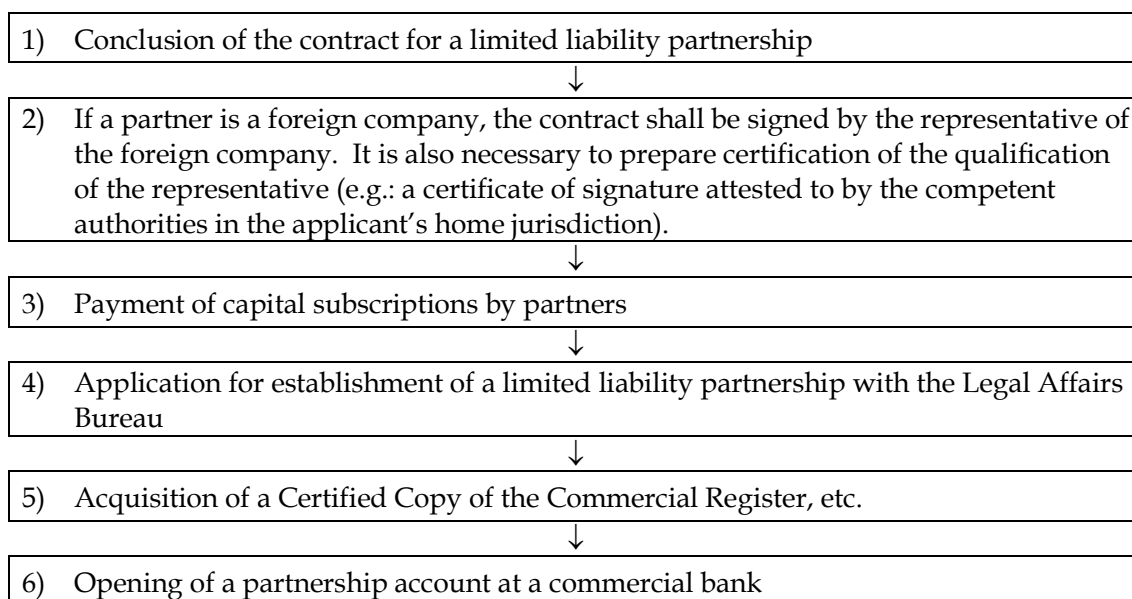 1) Conclusion of the contract for a limited liability partnership
↓
2) If a partner is a foreign company, the contract shall be signed by the representative of
the foreign company. It is also necessary to prepare certification of the qualification
of the representative (e.g.: a certificate of signature attested to by the competent
authorities in the applicant’s home jurisdiction).
↓
3) Payment of capital subscriptions by partners
↓
4) Application for establishment of a limited liability partnership with the Legal Affairs
Bureau
↓
5) Acquisition of a Certified Copy of the Commercial Register, etc.
↓
6) Opening of a partnership account at a commercial bank